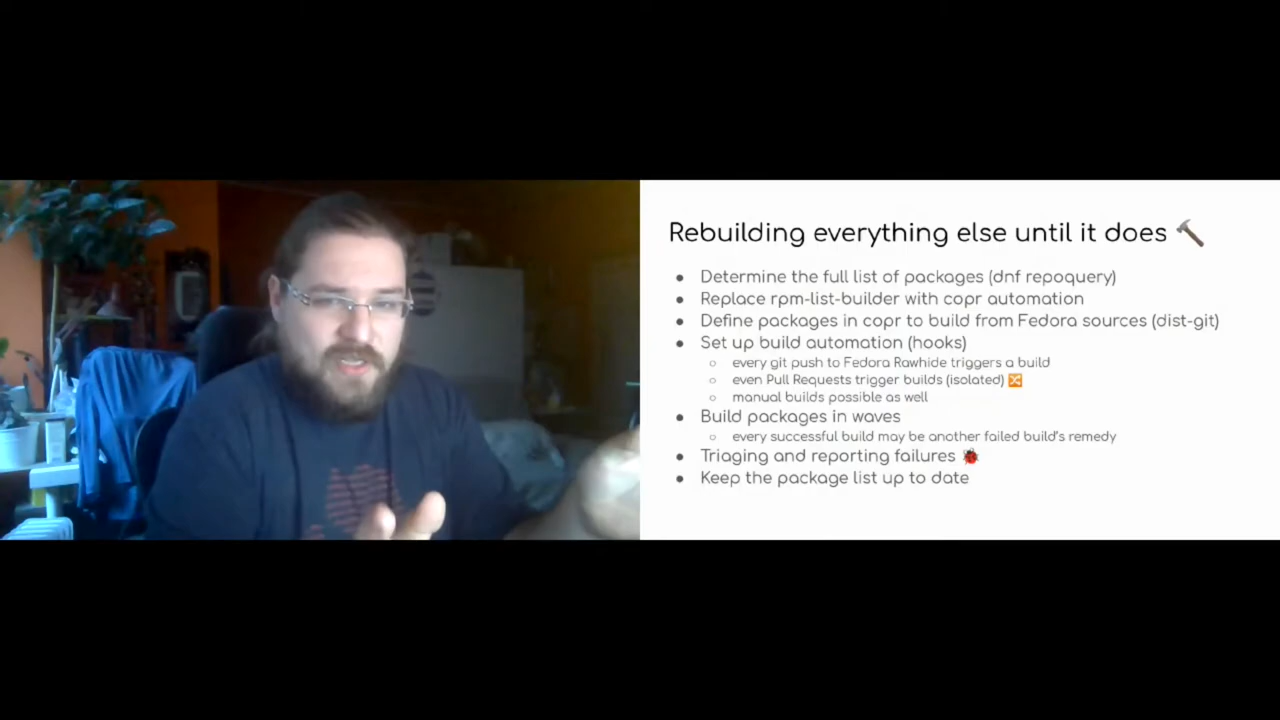 Rebuilding everything else until it does 🔨
● Determine the full list of packages (dnf repoquery)
● Replace rpm-list-builder with copr automation
● Define packages in copr to build from Fedora sources (dist-git)
● Set up build automation (hooks)
○ every git push to Fedora Rawhide triggers a build
○ even Pull Requests trigger builds (isolated) 🔀
○ manual builds possible as well
● Build packages in waves
○ every successful build may be another failed build's remedy
● Triaging and reporting failures 🐞
● Keep the package list up to date